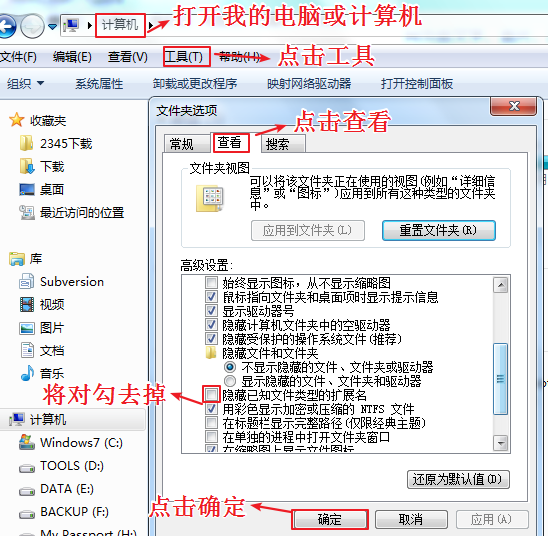 计算机
打开我的电脑或计算机
文件(F) 编辑(E) 查看(V) 工具(T) 帮助(H)
点击工具
组织 系统属性 卸载或更改程序 映射网络驱动器 打开控制面板
文件夹选项
点击查看
常规 查看 搜索
收藏夹
2345下载
下载
桌面
最近访问的位置
库
Subversion
视频
图片
文档
音乐
计算机
Windows7 (C:)
TOOLS (D:)
DATA (E:)
BACKUP (F:)
My Passport (H:)
文件夹视图
可以将该文件夹正在使用的视图(例如“详细信
息”或“图标”)应用到所有这种类型的文件夹
中。
应用到文件夹(L) 重置文件夹(R)
高级设置:
始终显示图标，从不显示缩略图
鼠标指向文件夹和桌面项时显示提示信息
显示驱动器号
隐藏计算机文件夹中的空驱动器
隐藏受保护的操作系统文件(推荐)
隐藏文件和文件夹
不显示隐藏的文件、文件夹或驱动器
显示隐藏的文件、文件夹和驱动器
将对勾去掉
隐藏已知文件类型的扩展名
用彩色显示加密或压缩的 NTFS 文件
在标题栏显示完整路径(仅限经典主题)
在单独的进程中打开文件夹窗口
在缩略图上显示文件图标
还原为默认值(D)
点击确定
确定 取消 应用(A)